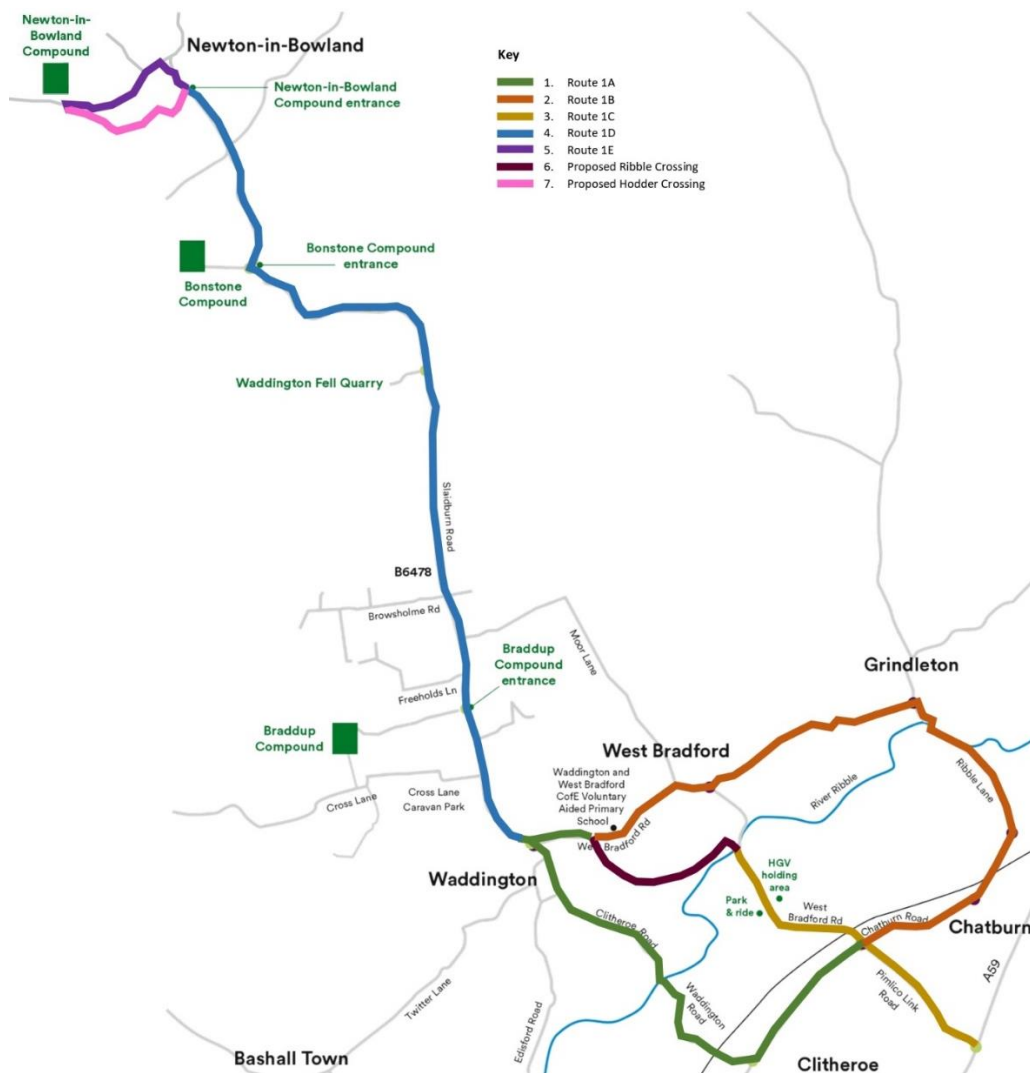 Newton-in-
Bowland
Compound
Newton-in-Bowland
Newton-in-Bowland
Compound entrance
Key
1. Route 1A
2. Route 1B
3. Route 1C
4. Route 1D
5. Route 1E
6. Proposed Ribble Crossing
7. Proposed Hodder Crossing
Bonstone Compound
entrance
Bonstone
Compound
Waddington Fell Quarry
Slaidburn Road
B6478
Browsholme Rd
Moor Lane
Braddup
Compound
entrance
Freeholds Ln
Braddup
Compound
Cross Lane
Cross Lane
Caravan Park
Grindleton
West Bradford
Waddington and
West Bradford
CofE Voluntary
Aided Primary
School
West Bradford Rd
River Ribble
Ribble Lane
Waddington
HGV
holding
area
Park
& ride
West
Bradford Rd
Chatburn Road
Chatburn
Clitheroe Road
Waddington
Road
Pimlico Link
Road
A59
Twitter Lane
Edisford Road
Bashall Town
Clitheroe